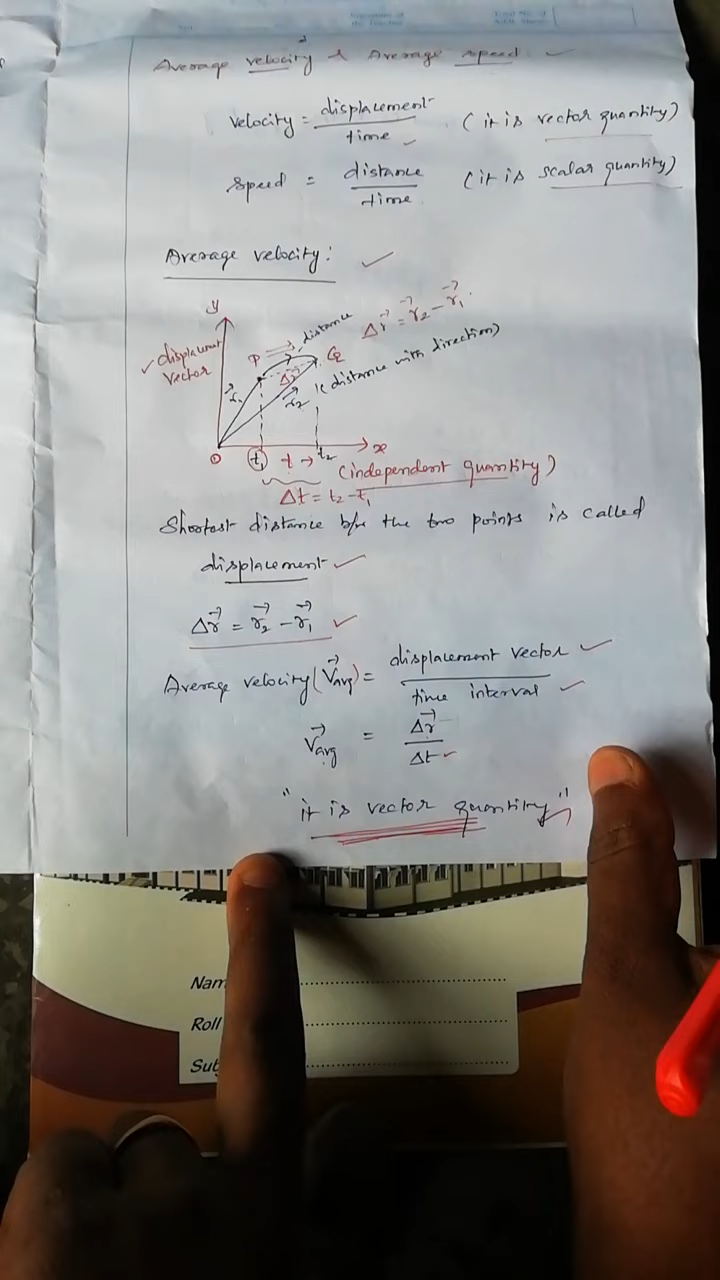 Average velocity & Average speed
velocity = displacement / time (it is vector quantity)
speed = distance / time (it is scalar quantity)
Average velocity:
y
distance
Δr⃗ = r⃗₂ - r⃗₁
displacement vector
P
Q
Δr⃗
r⃗₁
r⃗₂
(distance with direction)
O
t₁
t →
t₂
x
(independent quantity)
Δt = t₂ - t₁
Shortest distance b/w the two points is called
displacement
Δr⃗ = r⃗₂ - r⃗₁
Average velocity (V⃗avg) = displacement vector / time interval
V⃗avg = Δr⃗ / Δt
"it is vector quantity"
Nam
Roll
Sub